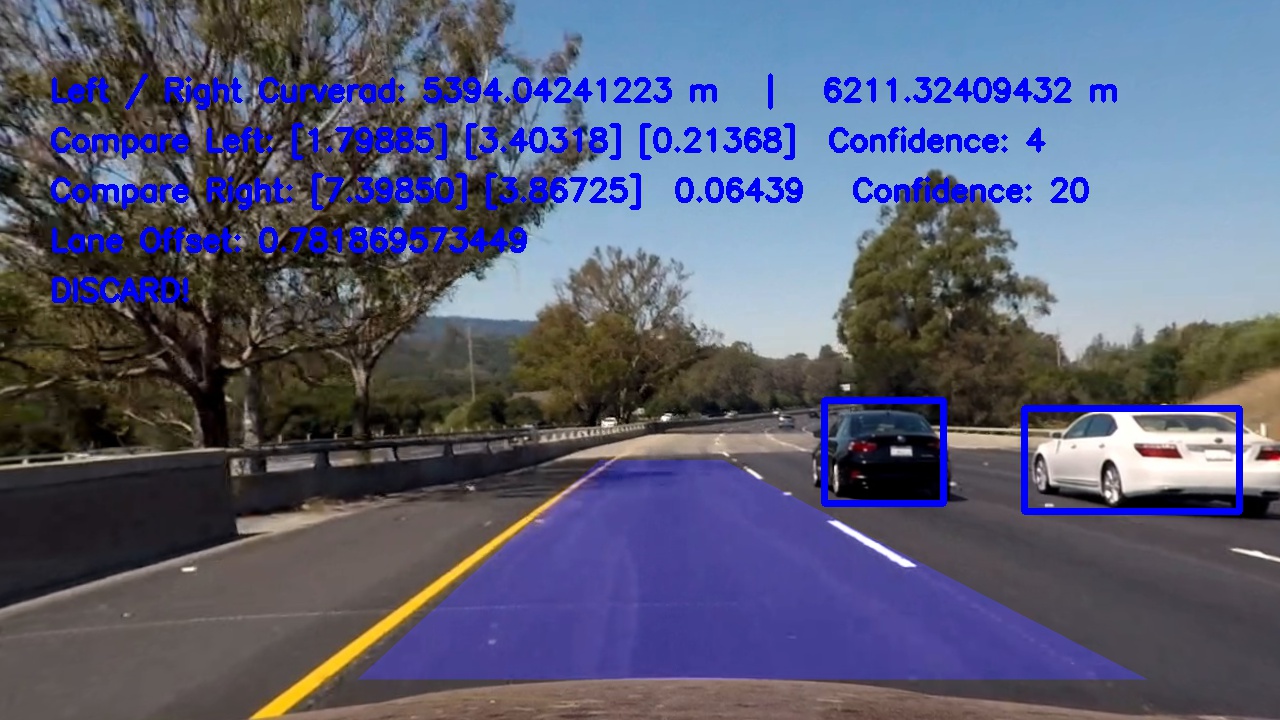 Left / Right Curverad: 5394.04241223 m | 6211.32409432 m
Compare Left: [1.79885] [3.40318] [0.21368] Confidence: 4
Compare Right: [7.39850] [3.86725] 0.06439 Confidence: 20
Lane Offset: 0.781869573449
DISCARD!